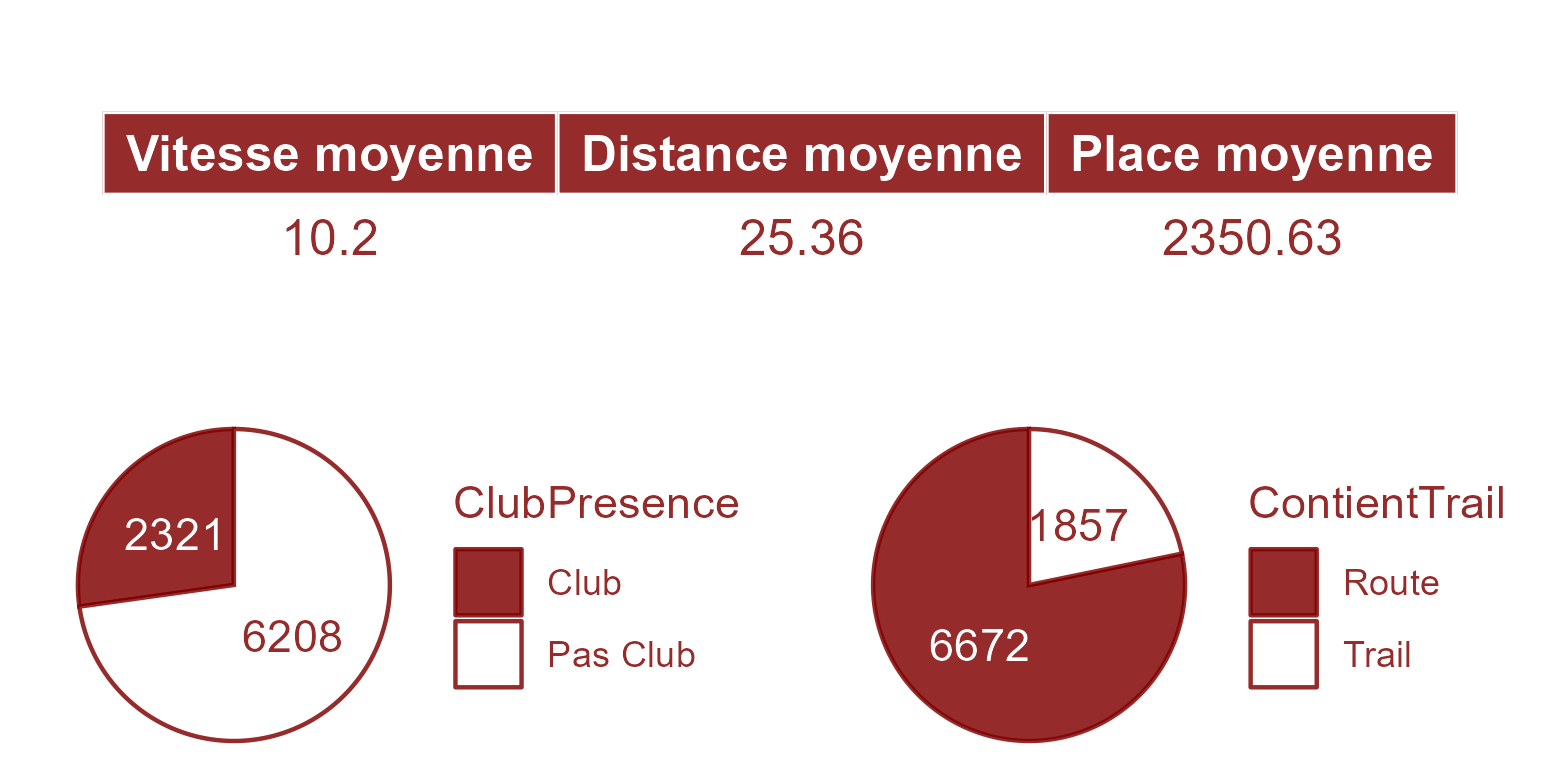 Vitesse moyenne Distance moyenne Place moyenne
10.2 25.36 2350.63
2321
6208
ClubPresence
Club
Pas Club
1857
6672
ContientTrail
Route
Trail